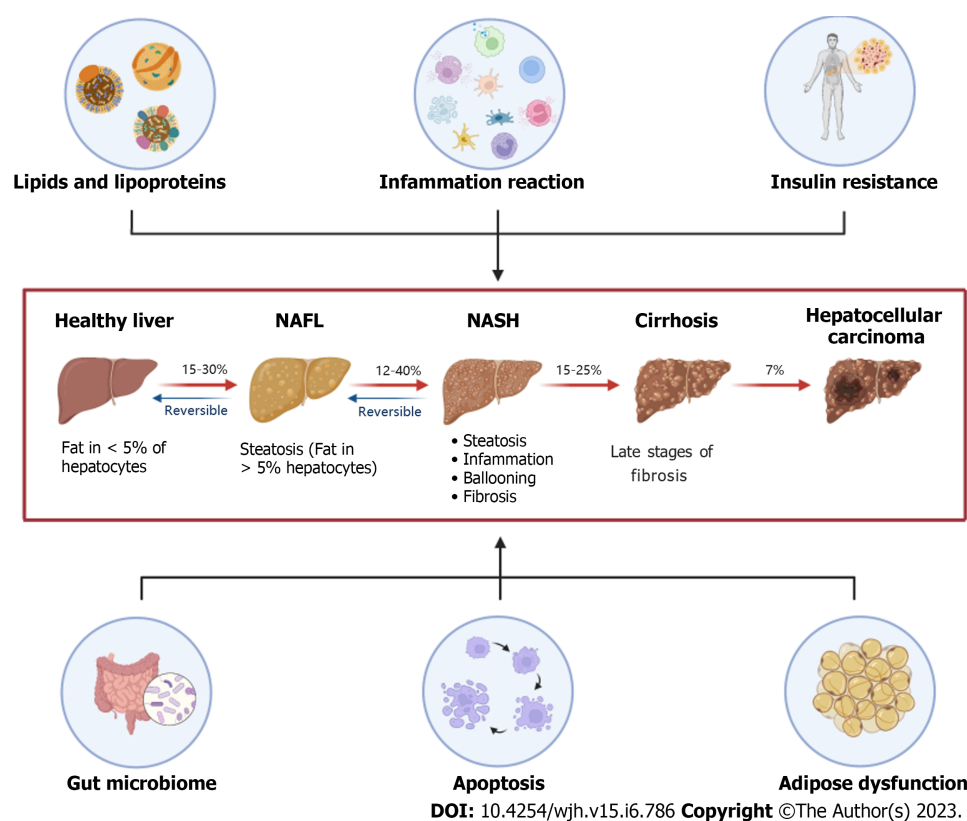 Lipids and lipoproteins
Infammation reaction
Insulin resistance
Healthy liver
NAFL
NASH
Cirrhosis
Hepatocellular
carcinoma
15-30%
12-40%
15-25%
7%
Reversible
Reversible
Fat in < 5% of
hepatocytes
Steatosis (Fat in
> 5% hepatocytes)
• Steatosis
• Infammation
• Ballooning
• Fibrosis
Late stages of
fibrosis
Gut microbiome
Apoptosis
Adipose dysfunction
DOI: 10.4254/wjh.v15.i6.786 Copyright ©The Author(s) 2023.